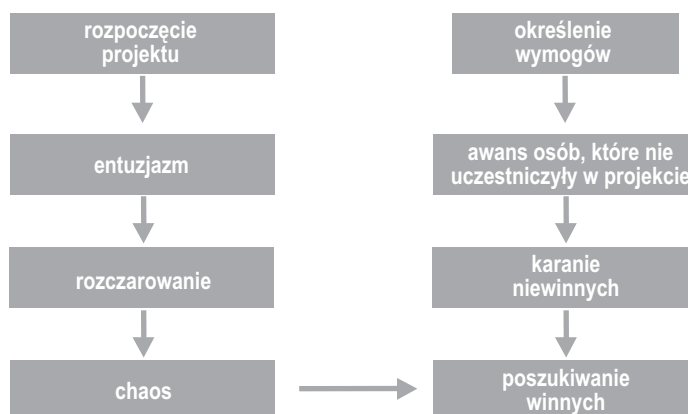 rozpoczęcie
projektu
entuzjazm
rozczarowanie
chaos
określenie
wymogów
awans osób, które nie
uczestniczyły w projekcie
karanie
niewinnych
poszukiwanie
winnych